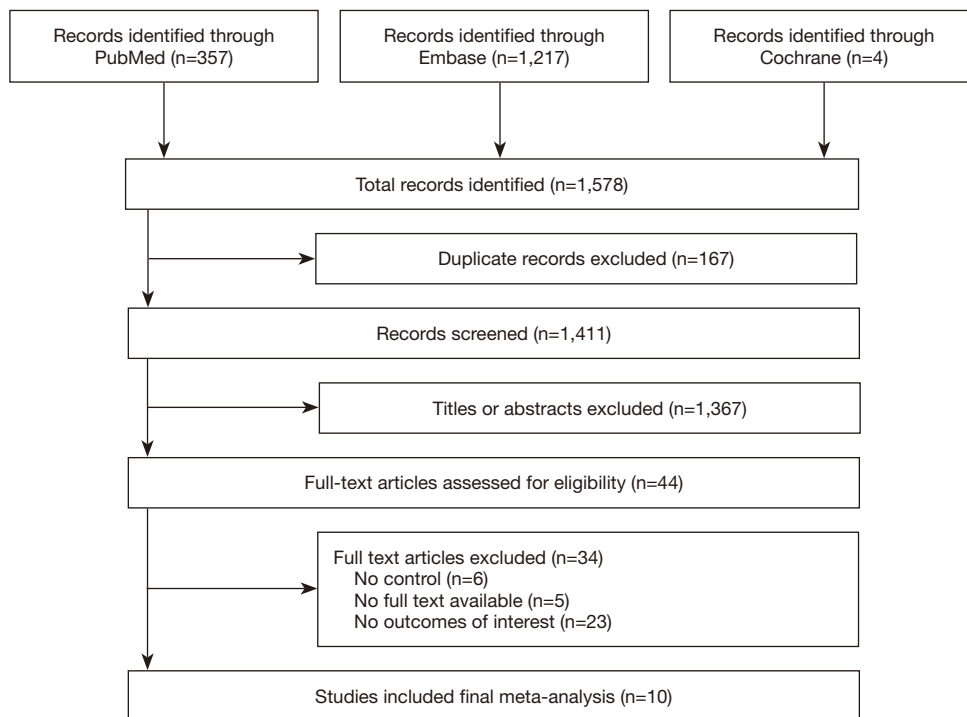 Records identified through
PubMed (n=357)
Records identified through
Embase (n=1,217)
Records identified through
Cochrane (n=4)
Total records identified (n=1,578)
Duplicate records excluded (n=167)
Records screened (n=1,411)
Titles or abstracts excluded (n=1,367)
Full-text articles assessed for eligibility (n=44)
Full text articles excluded (n=34)
No control (n=6)
No full text available (n=5)
No outcomes of interest (n=23)
Studies included final meta-analysis (n=10)